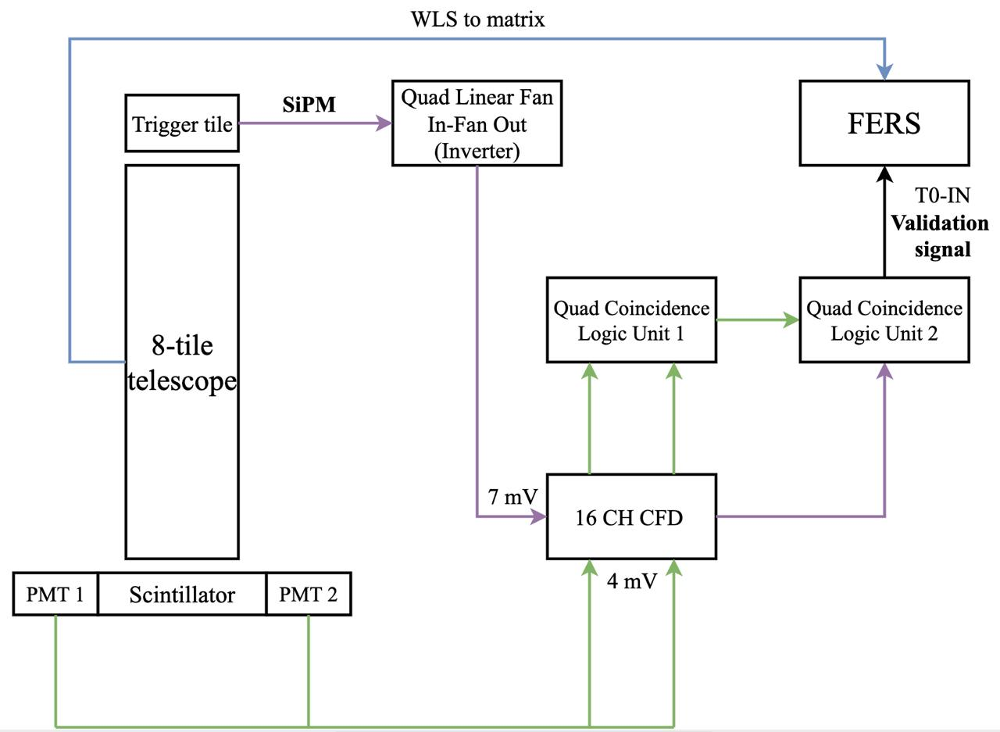 WLS to matrix
Trigger tile
SiPM
Quad Linear Fan
In-Fan Out
(Inverter)
FERS
T0-IN
Validation
signal
8-tile
telescope
Quad Coincidence
Logic Unit 1
Quad Coincidence
Logic Unit 2
7 mV
16 CH CFD
4 mV
PMT 1
Scintillator
PMT 2